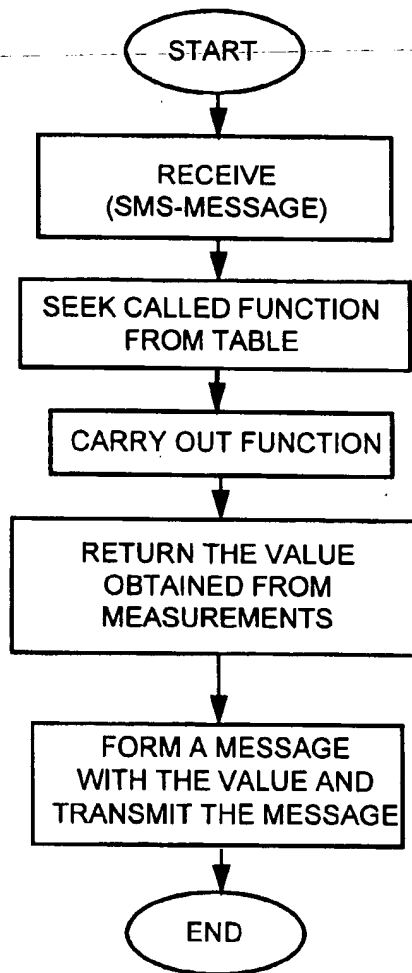 START
RECEIVE
(SMS-MESSAGE)
SEEK CALLED FUNCTION
FROM TABLE
CARRY OUT FUNCTION
RETURN THE VALUE
OBTAINED FROM
MEASUREMENTS
FORM A MESSAGE
WITH THE VALUE AND
TRANSMIT THE MESSAGE
END